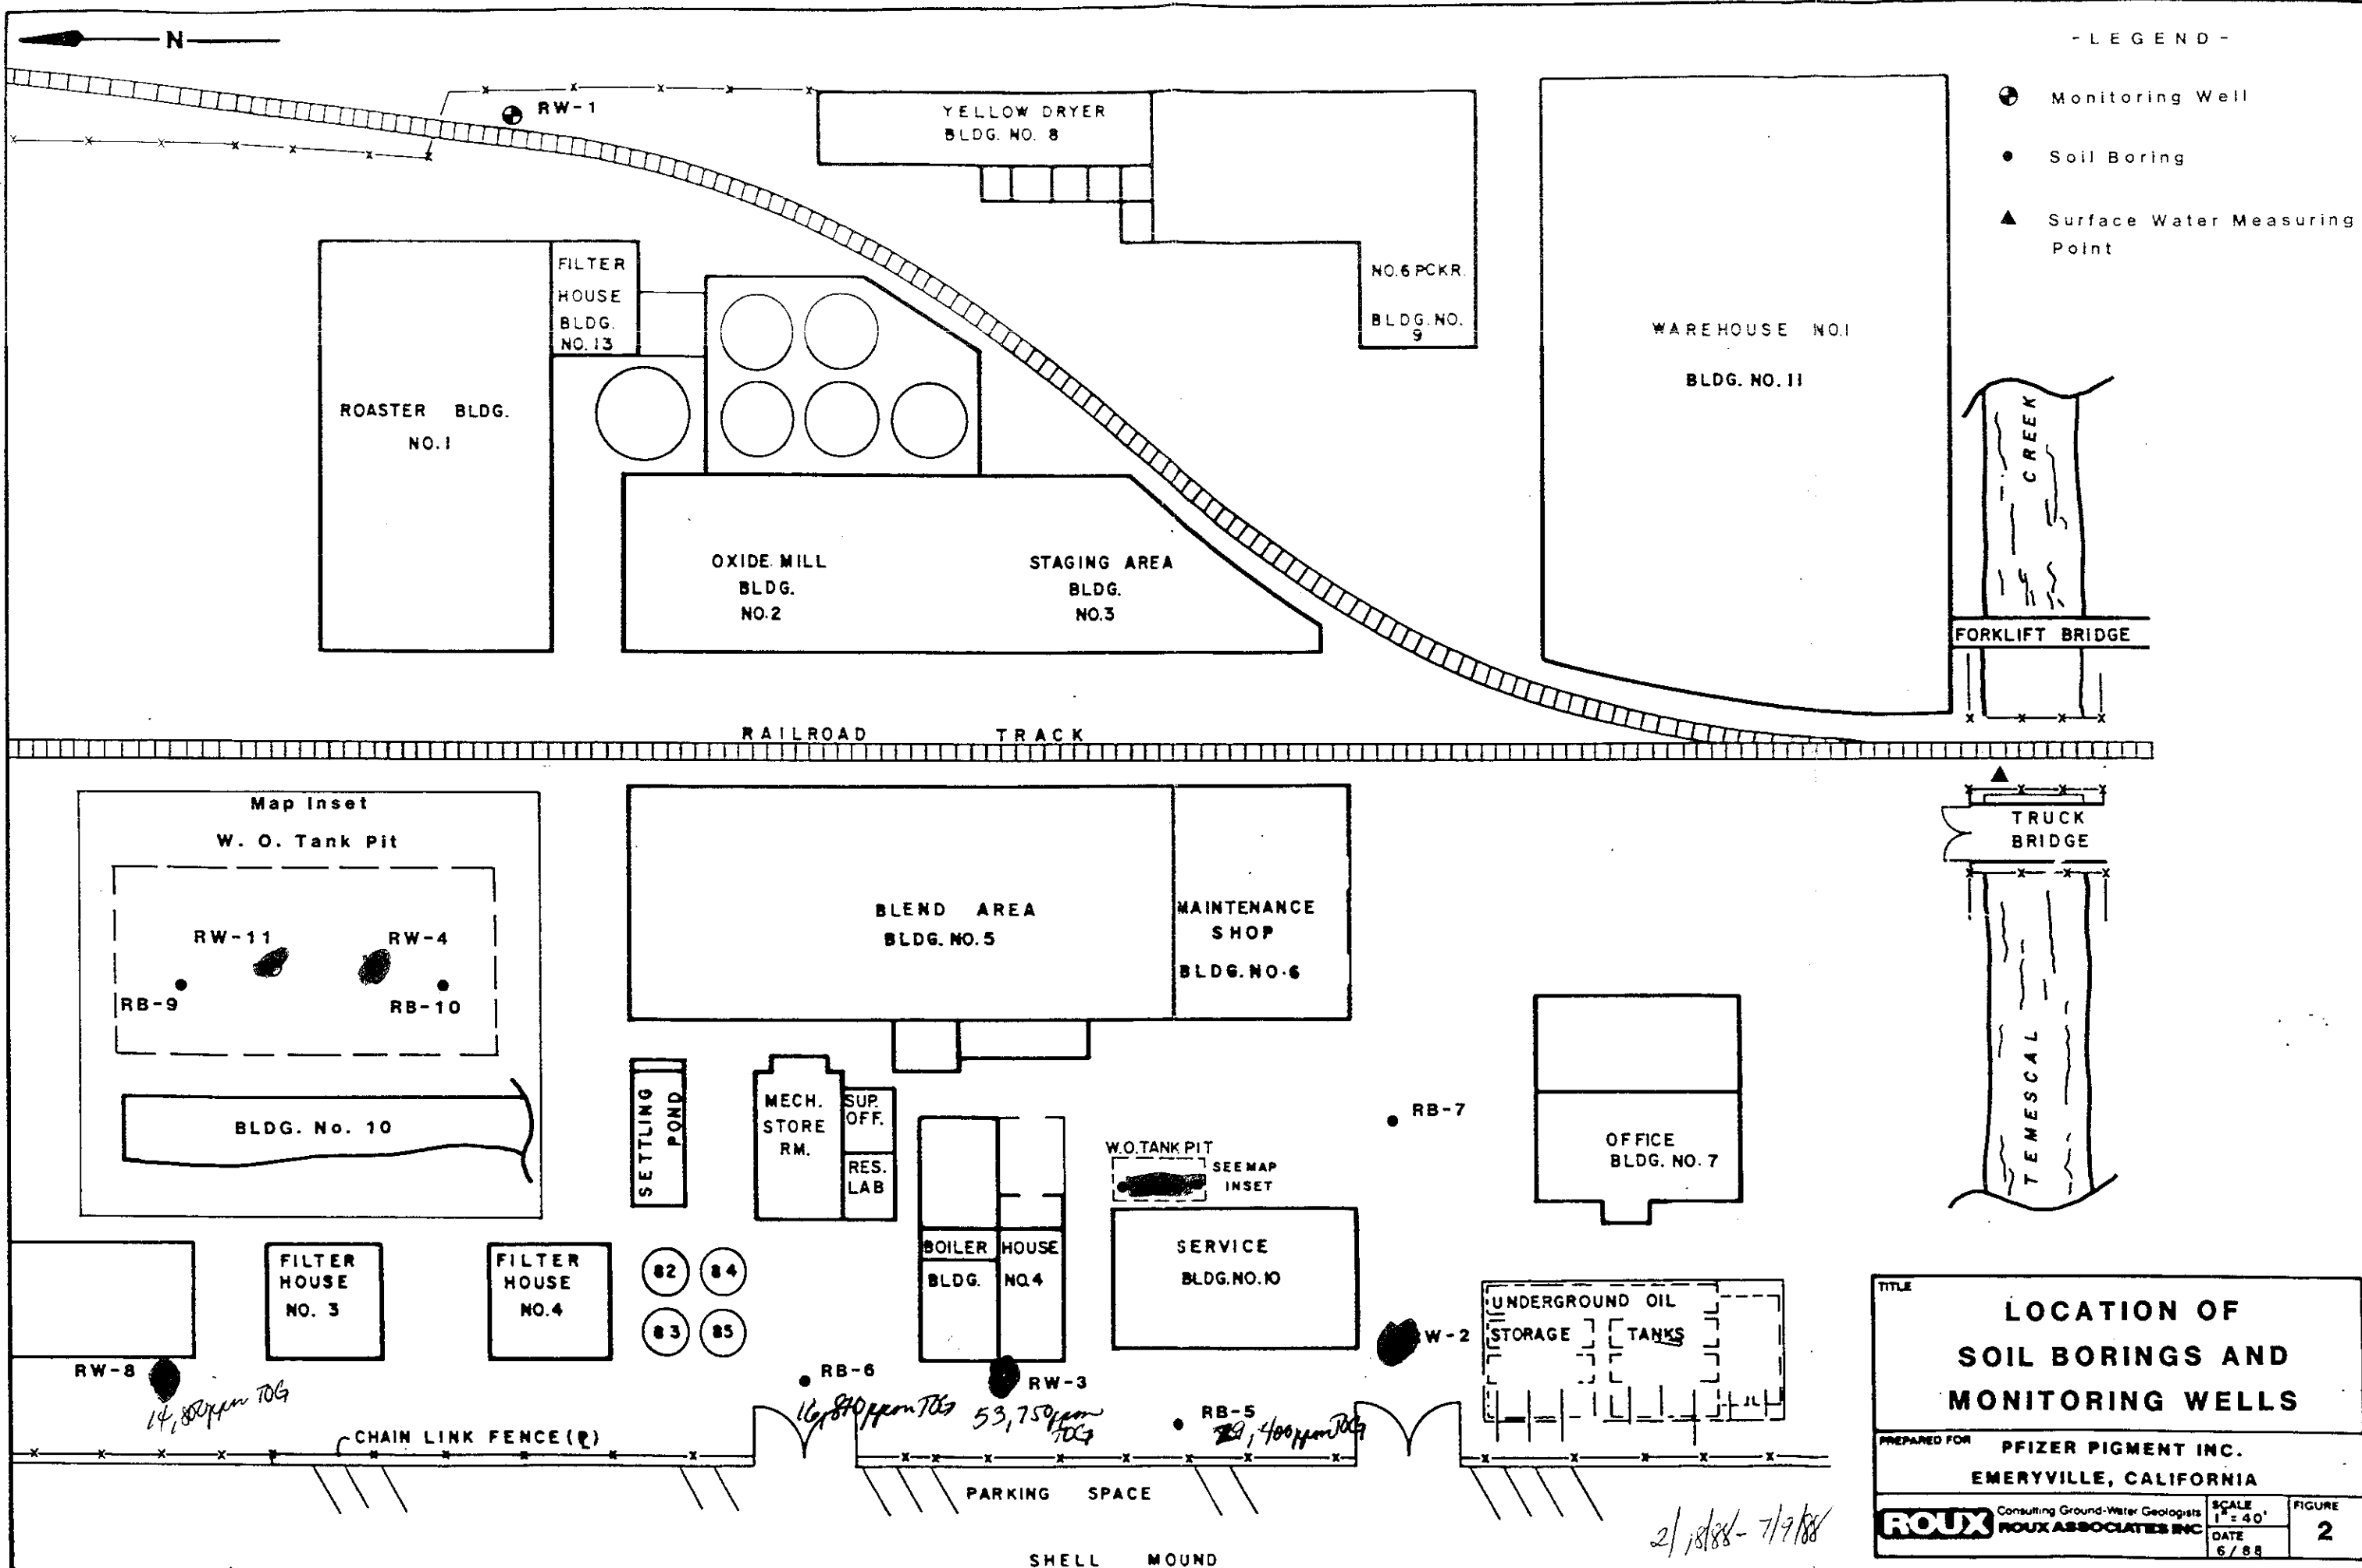 N
- LEGEND -
Monitoring Well
Soil Boring
Surface Water Measuring
Point
RW-1
YELLOW DRYER
BLDG. NO. 8
NO.6 PCKR.
BLDG. NO.
9
WAREHOUSE NO.1
BLDG. NO. 11
FILTER
HOUSE
BLDG.
NO.13
ROASTER BLDG.
NO.1
OXIDE MILL
BLDG.
NO.2
STAGING AREA
BLDG.
NO.3
CREEK
FORKLIFT BRIDGE
RAILROAD TRACK
Map Inset
W. O. Tank Pit
RW-11
RW-4
RB-9
RB-10
BLDG. No. 10
BLEND AREA
BLDG. NO. 5
MAINTENANCE
SHOP
BLDG. NO. 6
TRUCK
BRIDGE
TEMESCAL
SETTLING
POND
MECH.
STORE
RM.
SUP.
OFF.
RES.
LAB
RB-7
W.O. TANK PIT
SEE MAP
INSET
OFFICE
BLDG. NO. 7
FILTER
HOUSE
NO. 3
FILTER
HOUSE
NO.4
82
84
83
85
BOILER HOUSE
BLDG. NO.4
SERVICE
BLDG. NO.10
UNDERGROUND OIL
STORAGE TANKS
W-2
RW-8
RB-6
RW-3
RB-5
ppm TOG
16,810 ppm TOG
53,750 ppm
TOG
29,400 ppm TOG
CHAIN LINK FENCE (P)
PARKING SPACE
SHELL MOUND
2/18/88 - 7/9/88
TITLE
LOCATION OF
SOIL BORINGS AND
MONITORING WELLS
PREPARED FOR
PFIZER PIGMENT INC.
EMERYVILLE, CALIFORNIA
ROUX
Consulting Ground-Water Geologists
ROUX ASSOCIATES INC
SCALE
1" = 40'
DATE
6/88
FIGURE
2